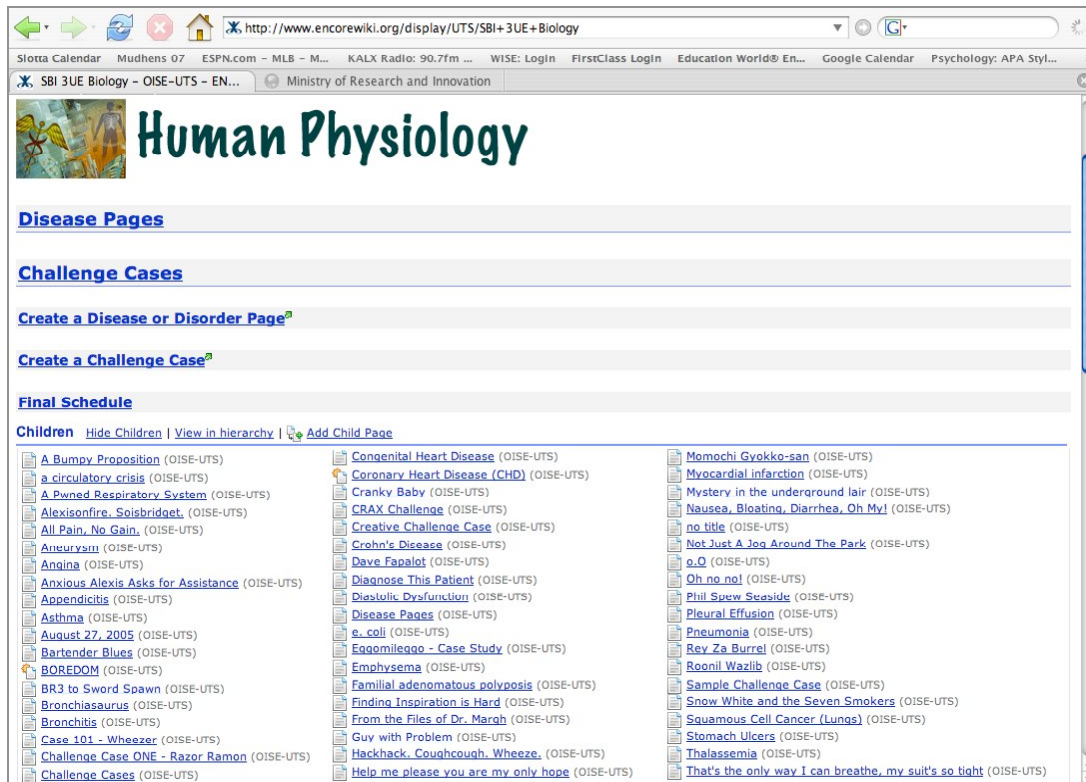 http://www.encorewiki.org/display/UTS/SBI+3UE+Biology
G
Slotta Calendar Mudhens 07 ESPN.com – MLB – M... KALX Radio: 90.7fm ... WISE: Login FirstClass Login Education World® En... Google Calendar Psychology: APA Styl...
SBI 3UE Biology – OISE-UTS – EN... Ministry of Research and Innovation
Human Physiology
Disease Pages
Challenge Cases
Create a Disease or Disorder Page
Create a Challenge Case
Final Schedule
Children Hide Children | View in hierarchy | Add Child Page
A Bumpy Proposition (OISE-UTS)
a circulatory crisis (OISE-UTS)
A Pwned Respiratory System (OISE-UTS)
Alexisonfire. Soisbridget. (OISE-UTS)
All Pain, No Gain. (OISE-UTS)
Aneurysm (OISE-UTS)
Angina (OISE-UTS)
Anxious Alexis Asks for Assistance (OISE-UTS)
Appendicitis (OISE-UTS)
Asthma (OISE-UTS)
August 27, 2005 (OISE-UTS)
Bartender Blues (OISE-UTS)
BOREDOM (OISE-UTS)
BR3 to Sword Spawn (OISE-UTS)
Bronchiasaurus (OISE-UTS)
Bronchitis (OISE-UTS)
Case 101 - Wheezer (OISE-UTS)
Challenge Case ONE - Razor Ramon (OISE-UTS)
Challenge Cases (OISE-UTS)
Congenital Heart Disease (OISE-UTS)
Coronary Heart Disease (CHD) (OISE-UTS)
Cranky Baby (OISE-UTS)
CRAX Challenge (OISE-UTS)
Creative Challenge Case (OISE-UTS)
Crohn's Disease (OISE-UTS)
Dave Fapalot (OISE-UTS)
Diagnose This Patient (OISE-UTS)
Diastolic Dysfunction (OISE-UTS)
Disease Pages (OISE-UTS)
e. coli (OISE-UTS)
Eggomileggo - Case Study (OISE-UTS)
Emphysema (OISE-UTS)
Familial adenomatous polyposis (OISE-UTS)
Finding Inspiration is Hard (OISE-UTS)
From the Files of Dr. Margh (OISE-UTS)
Guy with Problem (OISE-UTS)
Hackhack. Coughcough. Wheeze. (OISE-UTS)
Help me please you are my only hope (OISE-UTS)
Momochi Gyokko-san (OISE-UTS)
Myocardial infarction (OISE-UTS)
Mystery in the underground lair (OISE-UTS)
Nausea, Bloating, Diarrhea, Oh My! (OISE-UTS)
no title (OISE-UTS)
Not Just A Jog Around The Park (OISE-UTS)
o.O (OISE-UTS)
Oh no no! (OISE-UTS)
Phil Spew Seaside (OISE-UTS)
Pleural Effusion (OISE-UTS)
Pneumonia (OISE-UTS)
Rey Za Burrel (OISE-UTS)
Roonil Wazlib (OISE-UTS)
Sample Challenge Case (OISE-UTS)
Snow White and the Seven Smokers (OISE-UTS)
Squamous Cell Cancer (Lungs) (OISE-UTS)
Stomach Ulcers (OISE-UTS)
Thalassemia (OISE-UTS)
That's the only way I can breathe, my suit's so tight (OISE-UTS)